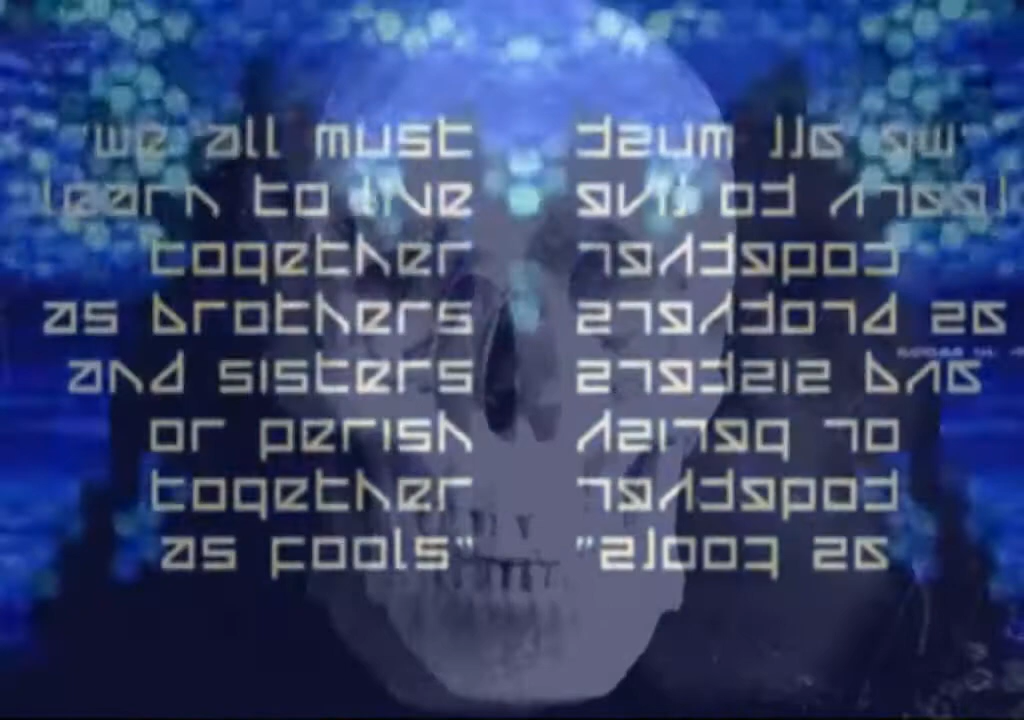 "we all must
learn to live
together
as brothers
and sisters
or perish
together
as fools"